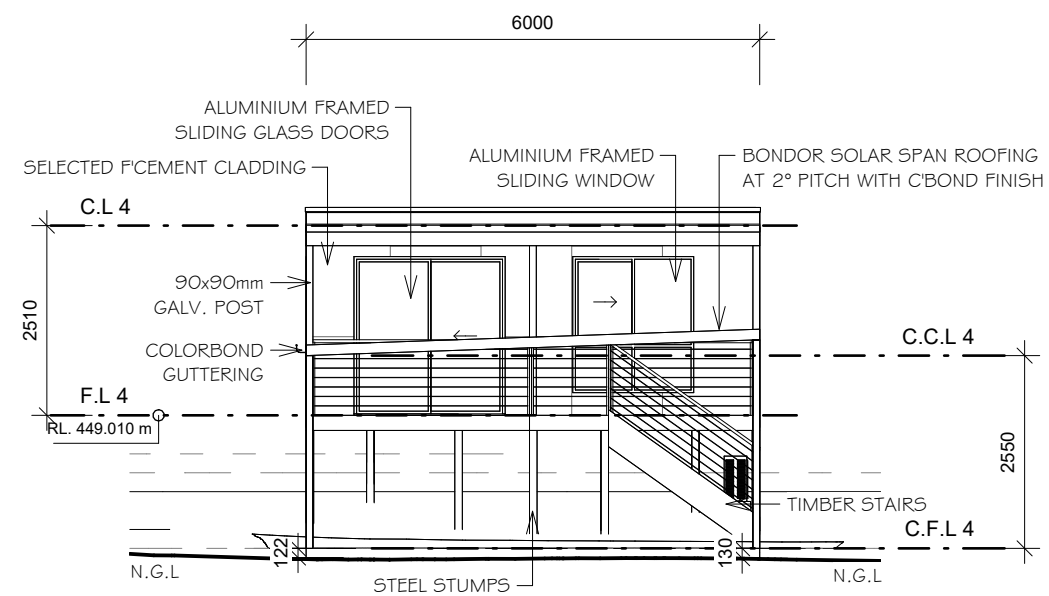 6000
ALUMINIUM FRAMED
SLIDING GLASS DOORS
SELECTED F'CEMENT CLADDING
ALUMINIUM FRAMED
SLIDING WINDOW
BONDOR SOLAR SPAN ROOFING
AT 2° PITCH WITH C'BOND FINISH
C.L 4
90x90mm
GALV. POST
2510
COLORBOND
GUTTERING
C.C.L 4
F.L 4
RL. 449.010 m
2550
TIMBER STAIRS
C.F.L 4
122
130
N.G.L
STEEL STUMPS
N.G.L